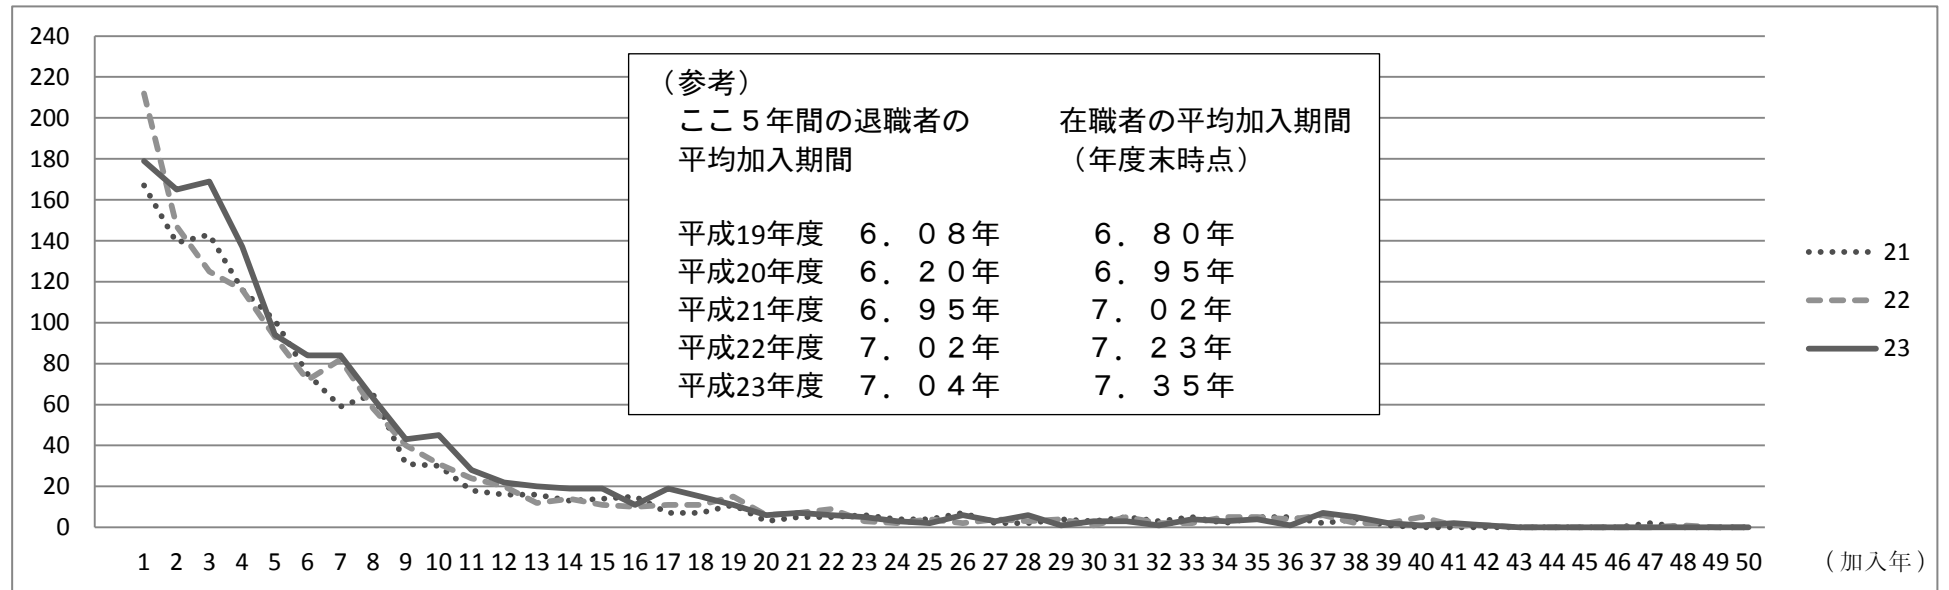 240
220
200
180
160
140
120
100
80
60
40
20
0
（参考）
ここ５年間の退職者の　　　在職者の平均加入期間
平均加入期間　　　　　　　（年度末時点）
平成19年度　６．０８年　　　６．８０年
平成20年度　６．２０年　　　６．９５年
平成21年度　６．９５年　　　７．０２年
平成22年度　７．０２年　　　７．２３年
平成23年度　７．０４年　　　７．３５年
21
22
23
1 2 3 4 5 6 7 8 9 10 11 12 13 14 15 16 17 18 19 20 21 22 23 24 25 26 27 28 29 30 31 32 33 34 35 36 37 38 39 40 41 42 43 44 45 46 47 48 49 50 （加入年）